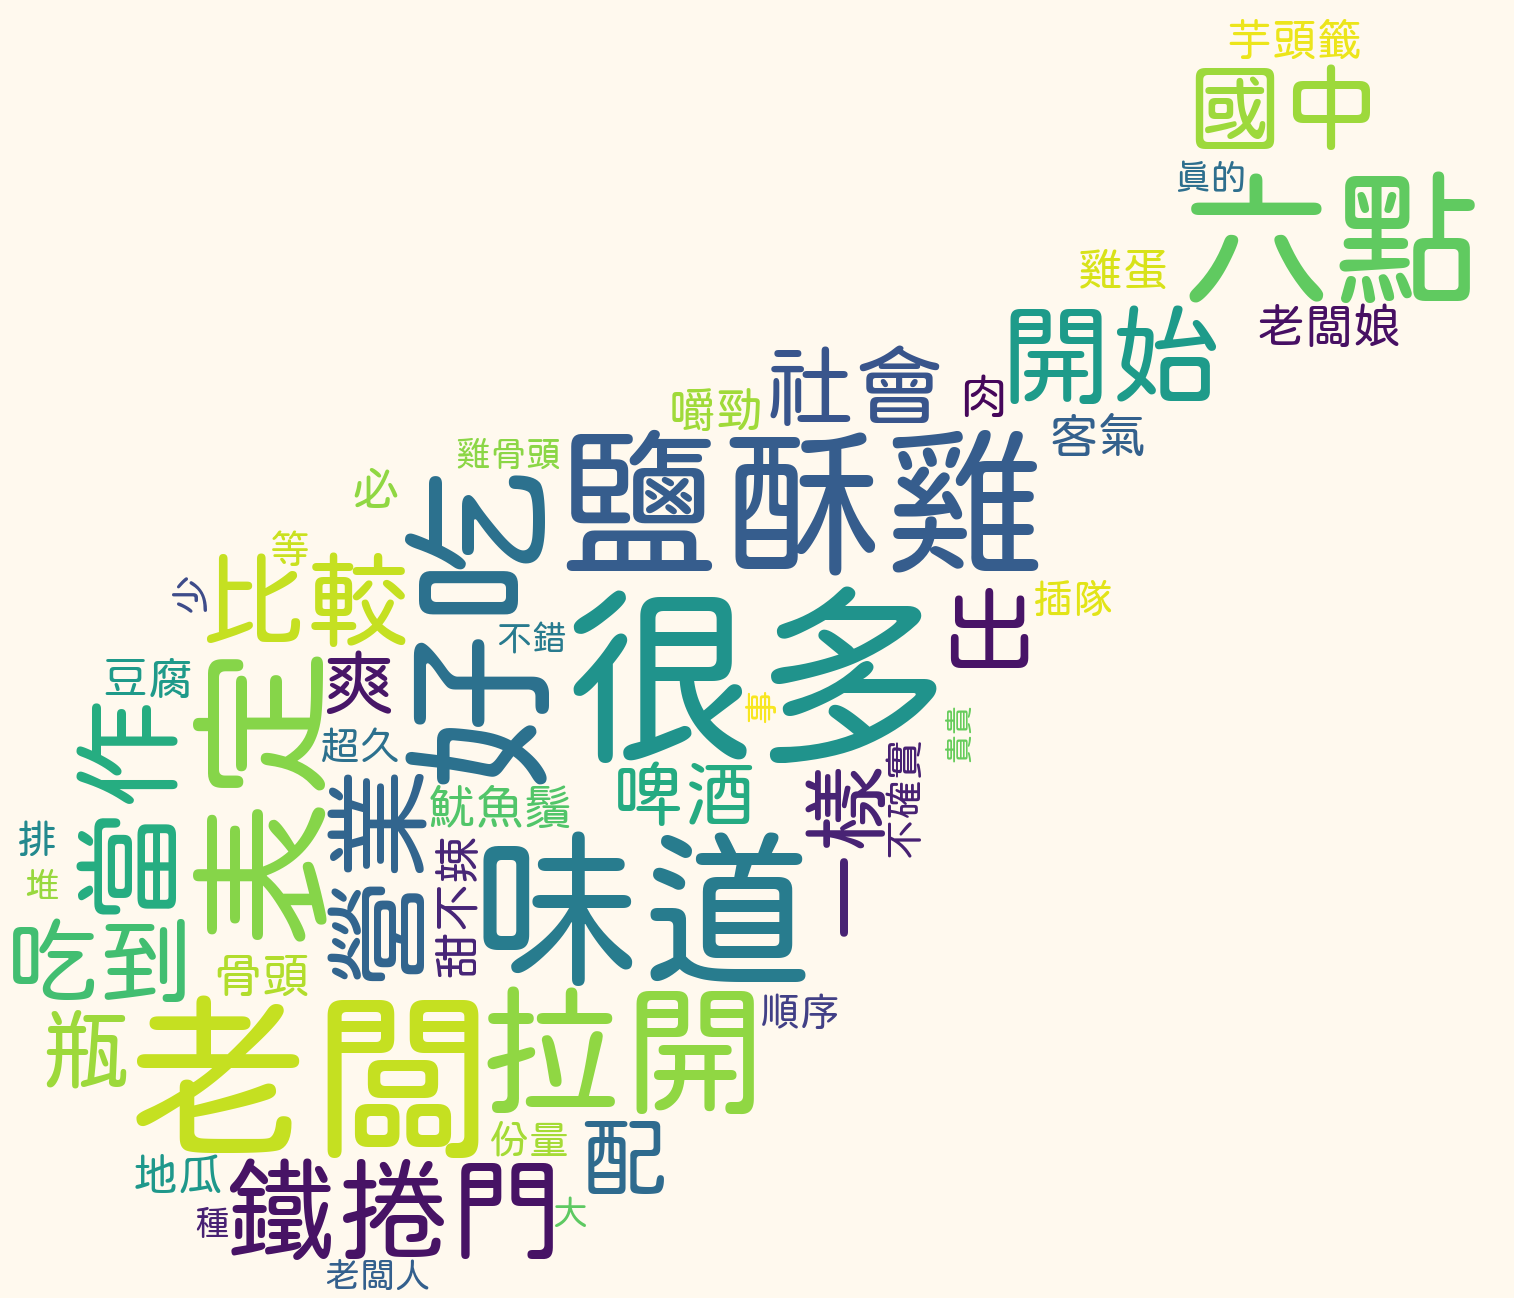 芋頭籤
國中
真的
六點
雞蛋
老闆娘
開始
社會
肉
嚼勁
客氣
鹽酥雞
雞骨頭
必
好吃
等
比較
少
很多
出
插隊
不錯
豆腐
爽
表定
事
貴貴
當作
超久
營業
魷魚鬚
啤酒
一樣
不確實
排
堆
甜不辣
味道
吃到
骨頭
老闆
拉開
順序
瓶
份量
配
地瓜
鐵捲門
種
大
老闆人